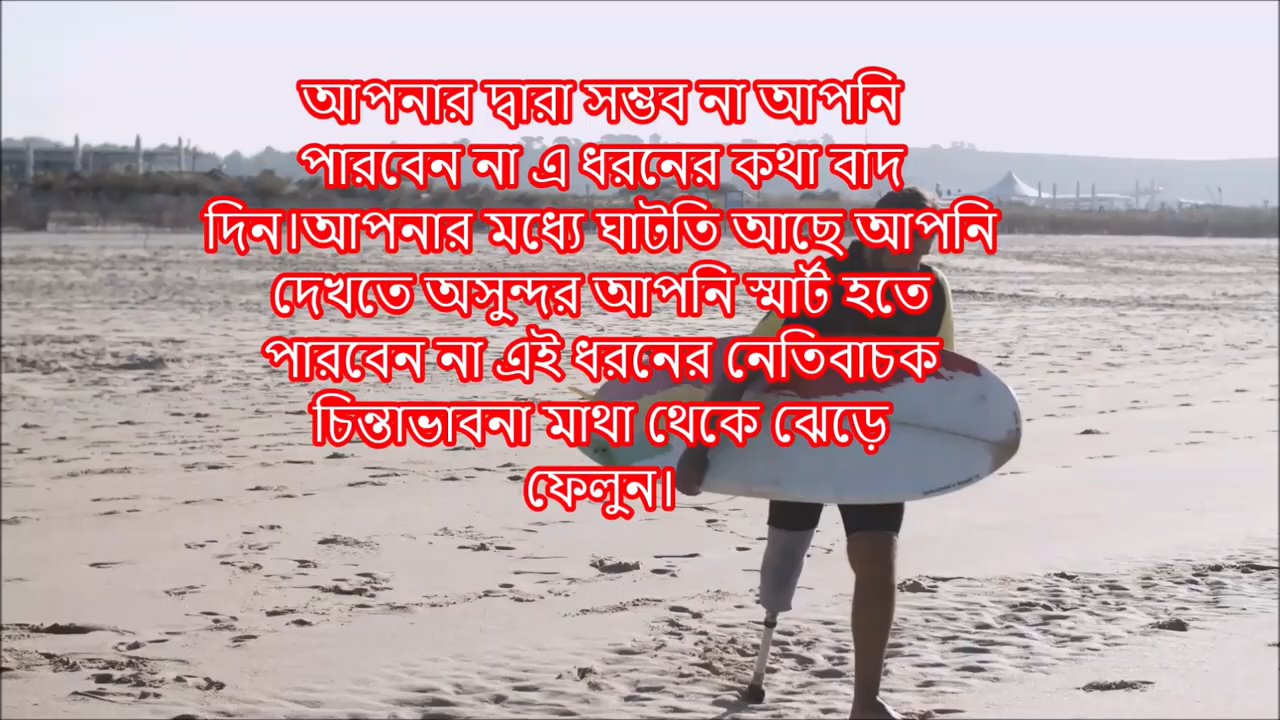 আপনার দ্বারা সম্ভব না আপনি
পারবেন না এ ধরনের কথা বাদ
দিন।আপনার মধ্যে ঘাটতি আছে আপনি
দেখতে অসুন্দর আপনি স্মার্ট হতে
পারবেন না এই ধরনের নেতিবাচক
চিন্তাভাবনা মাথা থেকে ঝেড়ে
ফেলুন।